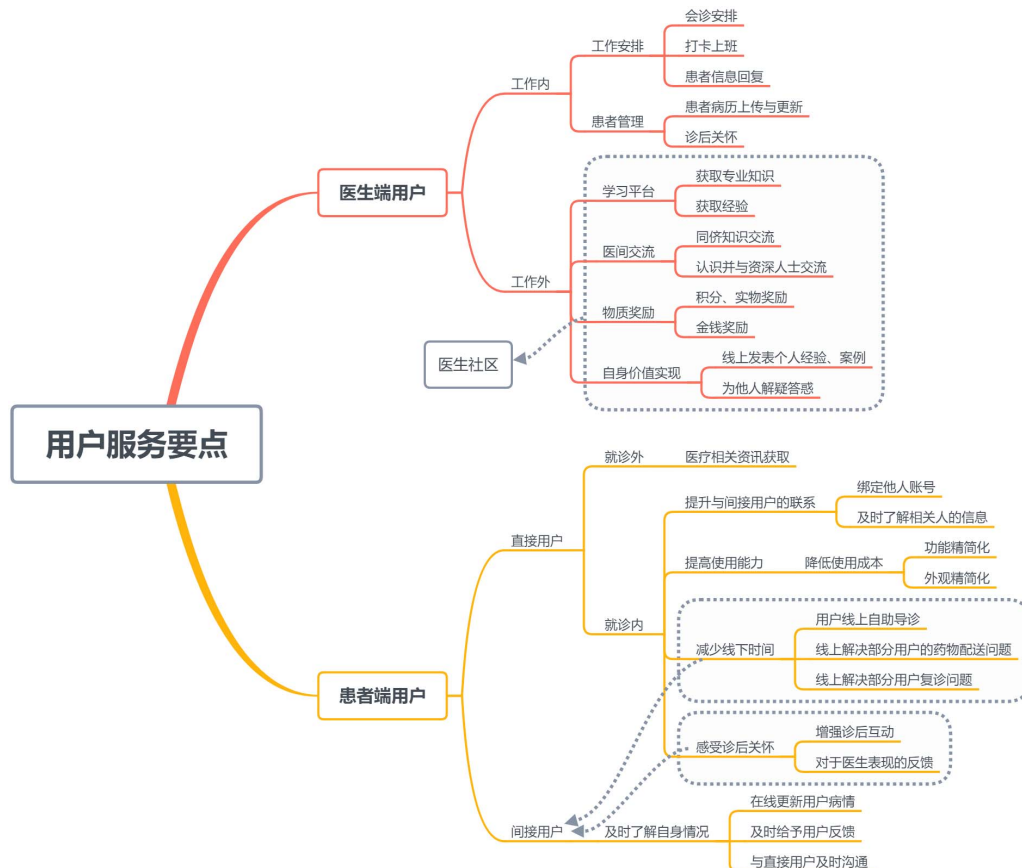 用户服务要点
医生端用户
工作内
工作安排
会诊安排
打卡上班
患者信息回复
患者管理
患者病历上传与更新
诊后关怀
工作外
学习平台
获取专业知识
获取经验
医间交流
同侪知识交流
认识并与资深人士交流
物质奖励
积分、实物奖励
金钱奖励
自身价值实现
线上发表个人经验、案例
为他人解疑答惑
医生社区
患者端用户
直接用户
就诊外
医疗相关资讯获取
就诊内
提升与间接用户的联系
绑定他人账号
及时了解相关人的信息
提高使用能力
降低使用成本
功能精简化
外观精简化
减少线下时间
用户线上自助导诊
线上解决部分用户的药物配送问题
线上解决部分用户复诊问题
感受诊后关怀
增强诊后互动
对于医生表现的反馈
间接用户
及时了解自身情况
在线更新用户病情
及时给予用户反馈
与直接用户及时沟通